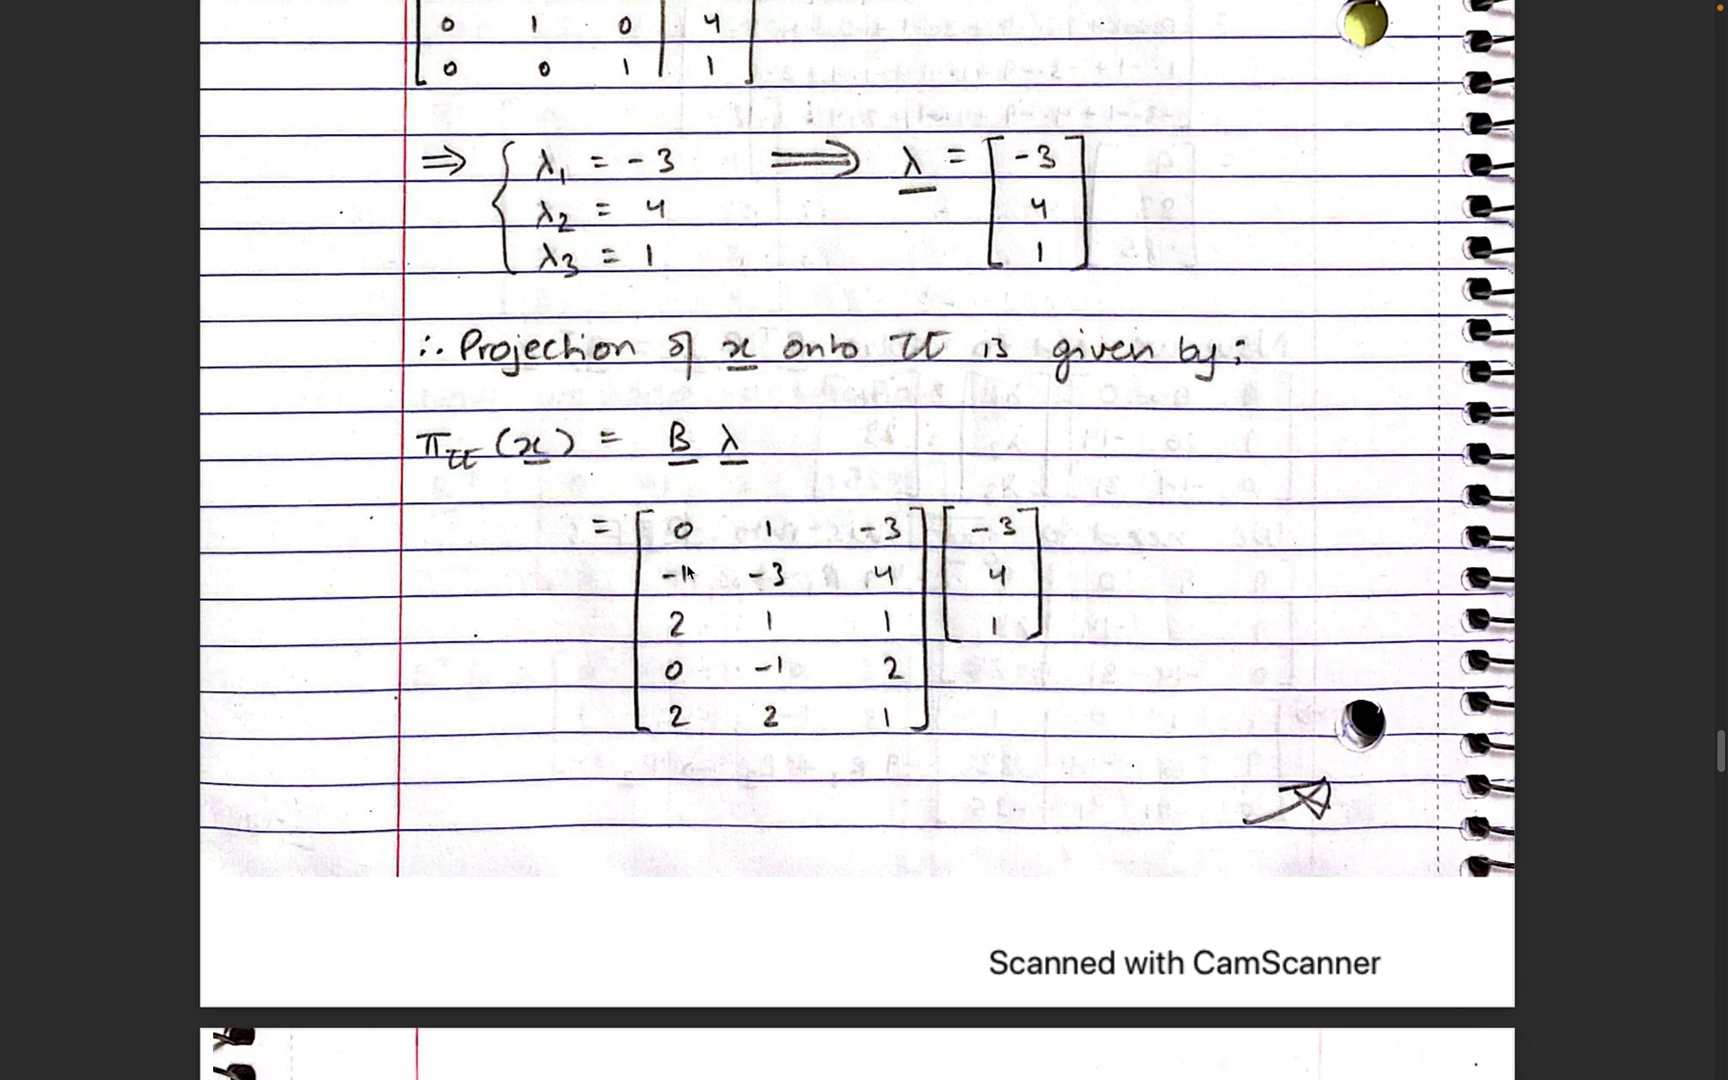 0 1 0 | 4
0 0 1 | 1
⇒ { λ₁ = -3 ⟹ λ = [ -3
λ₂ = 4 4
λ₃ = 1 1 ]
∴ Projection of x onto U is given by:
π_U (x) = B λ
= [ 0 1 -3 ] [ -3 ]
-1 -3 4 4
2 1 1 1
0 -1 2
2 2 1
Scanned with CamScanner